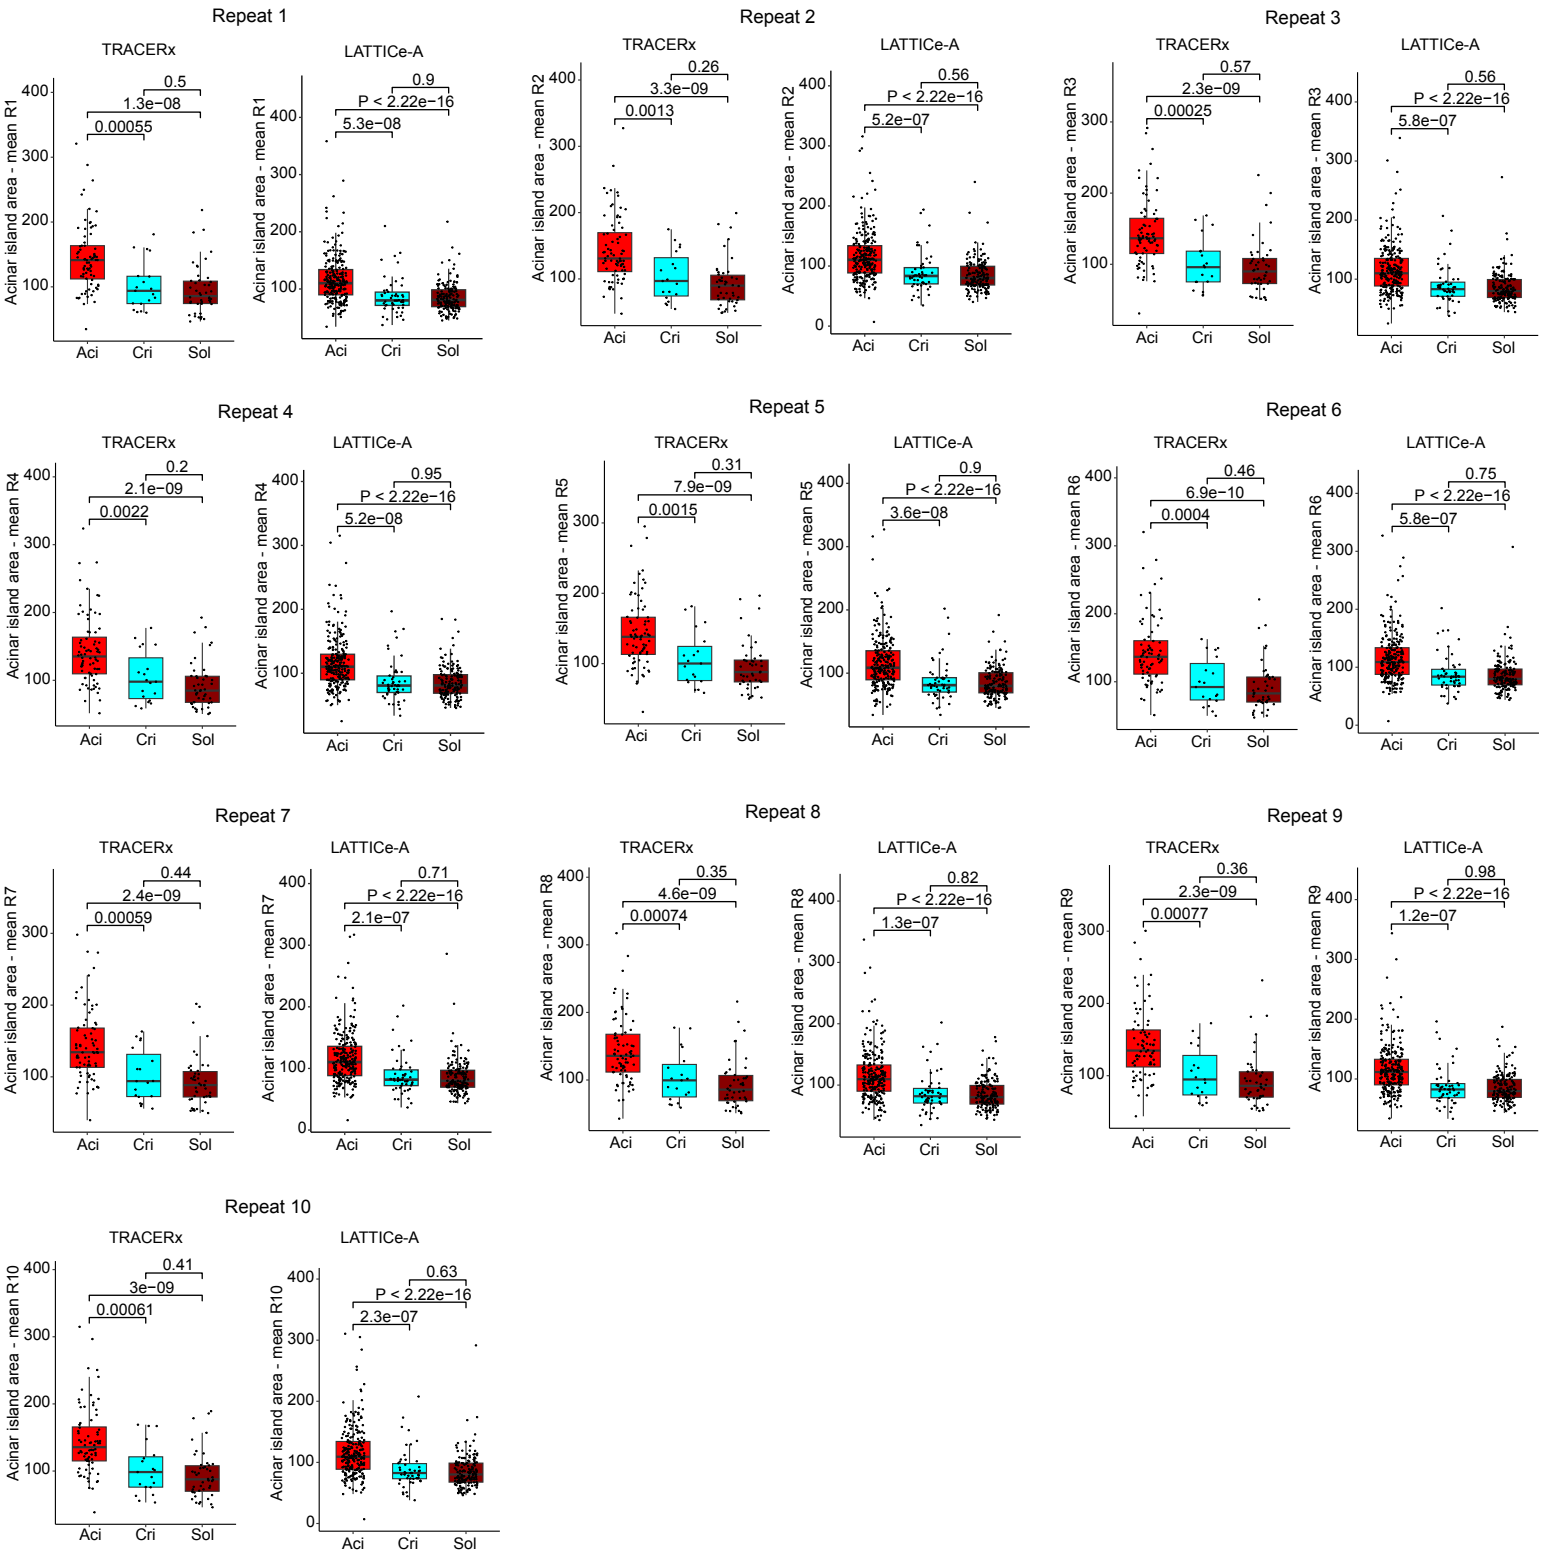 Repeat 1
TRACERx
Acinar island area - mean R1
400
300
200
100
0.5
1.3e−08
0.00055
Aci Cri Sol
LATTICe-A
Acinar island area - mean R1
400
300
200
100
0.9
P < 2.22e−16
5.3e−08
Aci Cri Sol
Repeat 2
TRACERx
Acinar island area - mean R2
400
300
200
100
0.26
3.3e−09
0.0013
Aci Cri Sol
LATTICe-A
Acinar island area - mean R2
400
300
200
100
0
0.56
P < 2.22e−16
5.2e−07
Aci Cri Sol
Repeat 3
TRACERx
Acinar island area - mean R3
300
200
100
0.57
2.3e−09
0.00025
Aci Cri Sol
LATTICe-A
Acinar island area - mean R3
400
300
200
100
0.56
P < 2.22e−16
5.8e−07
Aci Cri Sol
Repeat 4
TRACERx
Acinar island area - mean R4
400
300
200
100
0.2
2.1e−09
0.0022
Aci Cri Sol
LATTICe-A
Acinar island area - mean R4
400
300
200
100
0.95
P < 2.22e−16
5.2e−08
Aci Cri Sol
Repeat 5
TRACERx
Acinar island area - mean R5
300
200
100
0.31
7.9e−09
0.0015
Aci Cri Sol
LATTICe-A
Acinar island area - mean R5
400
300
200
100
0.9
P < 2.22e−16
3.6e−08
Aci Cri Sol
Repeat 6
TRACERx
Acinar island area - mean R6
400
300
200
100
0.46
6.9e−10
0.0004
Aci Cri Sol
LATTICe-A
Acinar island area - mean R6
400
300
200
100
0
0.75
P < 2.22e−16
5.8e−07
Aci Cri Sol
Repeat 7
TRACERx
Acinar island area - mean R7
300
200
100
0.44
2.4e−09
0.00059
Aci Cri Sol
LATTICe-A
Acinar island area - mean R7
400
300
200
100
0
0.71
P < 2.22e−16
2.1e−07
Aci Cri Sol
Repeat 8
TRACERx
Acinar island area - mean R8
400
300
200
100
0.35
4.6e−09
0.00074
Aci Cri Sol
LATTICe-A
Acinar island area - mean R8
400
300
200
100
0.82
P < 2.22e−16
1.3e−07
Aci Cri Sol
Repeat 9
TRACERx
Acinar island area - mean R9
300
200
100
0.36
2.3e−09
0.00077
Aci Cri Sol
LATTICe-A
Acinar island area - mean R9
400
300
200
100
0.98
P < 2.22e−16
1.2e−07
Aci Cri Sol
Repeat 10
TRACERx
Acinar island area - mean R10
400
300
200
100
0.41
3e−09
0.00061
Aci Cri Sol
LATTICe-A
Acinar island area - mean R10
400
300
200
100
0
0.63
P < 2.22e−16
2.3e−07
Aci Cri Sol